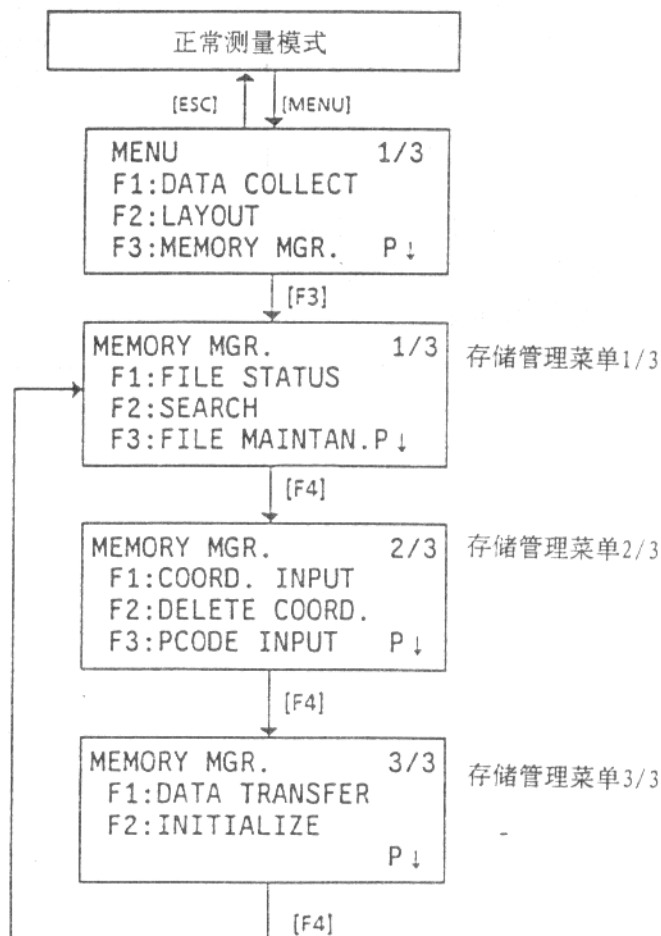 正常测量模式
[ESC] [MENU]
MENU 1/3
F1:DATA COLLECT
F2:LAYOUT
F3:MEMORY MGR. P↓
[F3]
MEMORY MGR. 1/3 存储管理菜单1/3
F1:FILE STATUS
F2:SEARCH
F3:FILE MAINTAN.P↓
[F4]
MEMORY MGR. 2/3 存储管理菜单2/3
F1:COORD. INPUT
F2:DELETE COORD.
F3:PCODE INPUT P↓
[F4]
MEMORY MGR. 3/3 存储管理菜单3/3
F1:DATA TRANSFER
F2:INITIALIZE
P↓
[F4]